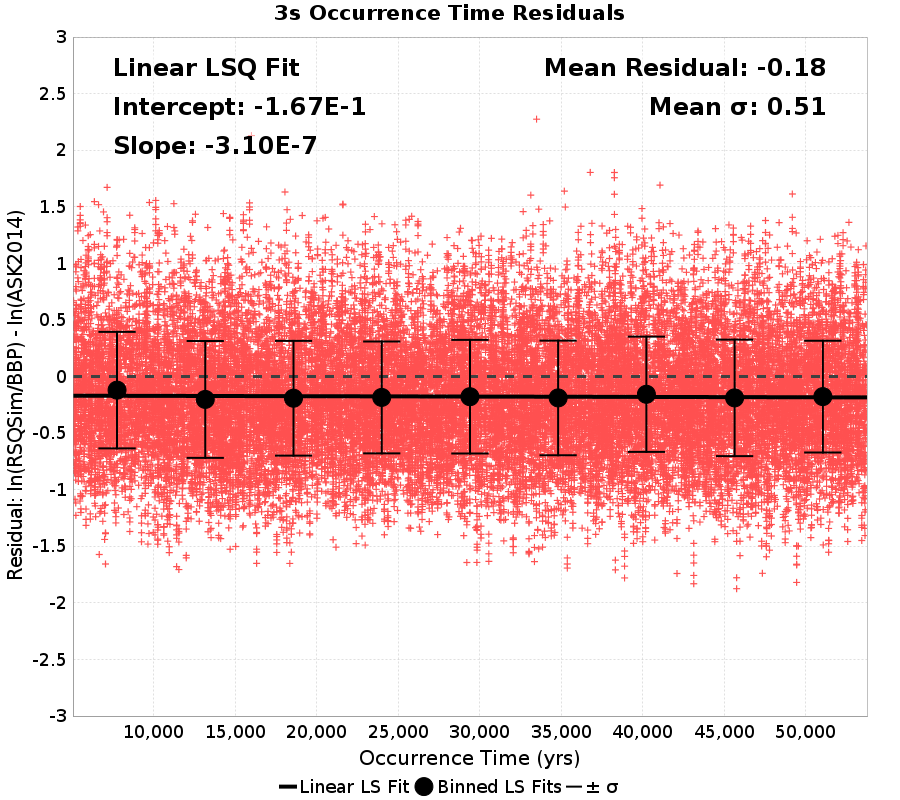 3s Occurrence Time Residuals
Linear LSQ Fit
Intercept: -1.67E-1
Slope: -3.10E-7
Mean Residual: -0.18
Mean σ: 0.51
Residual: ln(RSQSim/BBP) - ln(ASK2014)
3
2.5
2
1.5
1
0.5
0
-0.5
-1
-1.5
-2
-2.5
-3
10,000 15,000 20,000 25,000 30,000 35,000 40,000 45,000 50,000
Occurrence Time (yrs)
Linear LS Fit Binned LS Fits ± σ